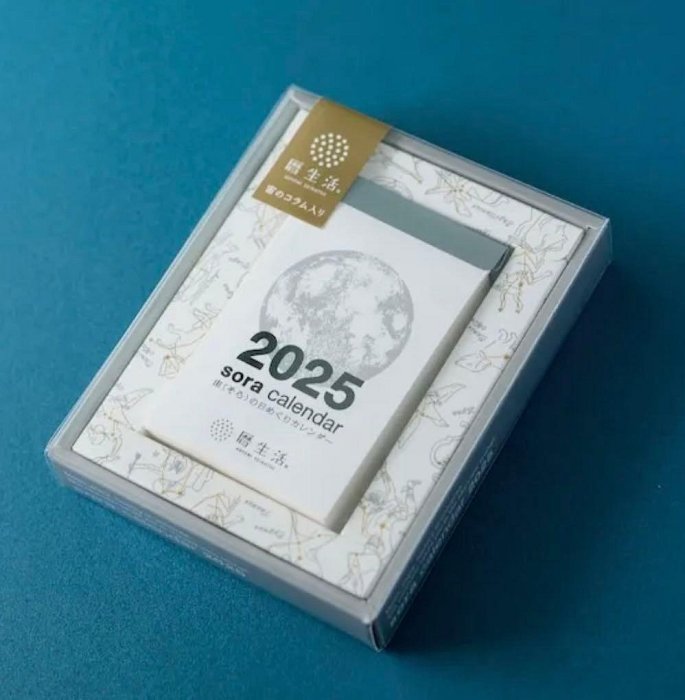 暦生活
宙のコラム入り
2025
sora calendar
宙(そら)の日めくりカレンダー
暦生活